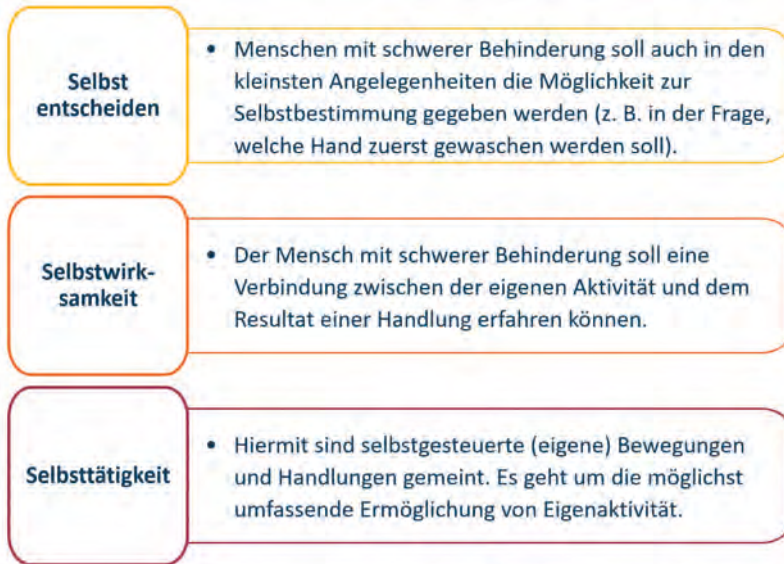 Selbst
entscheiden
• Menschen mit schwerer Behinderung soll auch in den
kleinsten Angelegenheiten die Möglichkeit zur
Selbstbestimmung gegeben werden (z. B. in der Frage,
welche Hand zuerst gewaschen werden soll).
Selbstwirk-
samkeit
• Der Mensch mit schwerer Behinderung soll eine
Verbindung zwischen der eigenen Aktivität und dem
Resultat einer Handlung erfahren können.
Selbsttätigkeit
• Hiermit sind selbstgesteuerte (eigene) Bewegungen
und Handlungen gemeint. Es geht um die möglichst
umfassende Ermöglichung von Eigenaktivität.